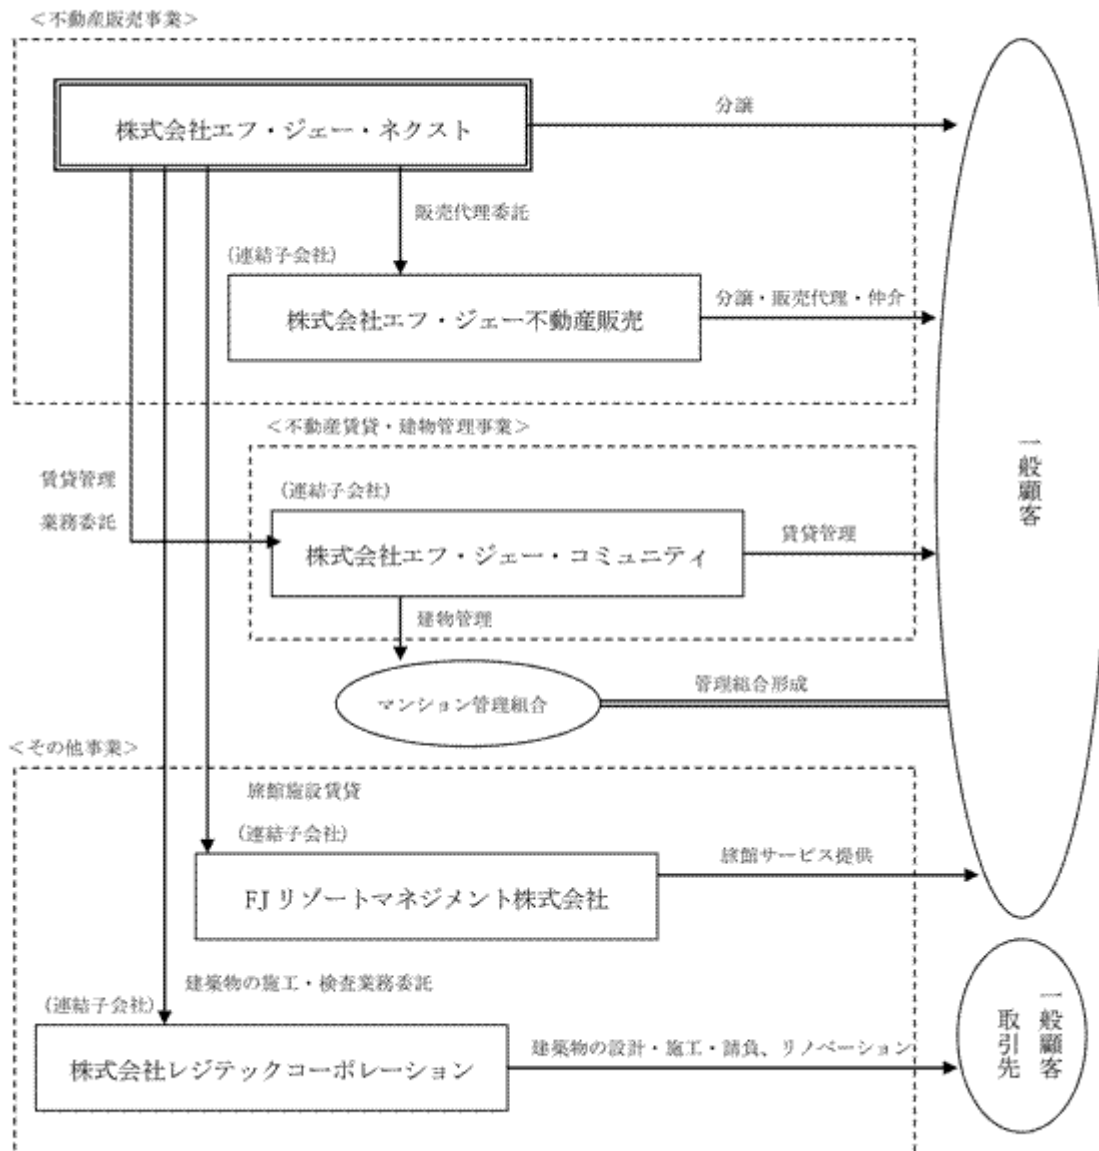 ＜不動産販売事業＞
株式会社エフ・ジェー・ネクスト
分譲
販売代理委託
(連結子会社)
株式会社エフ・ジェー不動産販売
分譲・販売代理・仲介
＜不動産賃貸・建物管理事業＞
賃貸管理
業務委託
(連結子会社)
株式会社エフ・ジェー・コミュニティ
賃貸管理
建物管理
マンション管理組合
管理組合形成
一般顧客
＜その他事業＞
旅館施設賃貸
(連結子会社)
FJリゾートマネジメント株式会社
旅館サービス提供
建築物の施工・検査業務委託
(連結子会社)
株式会社レジテックコーポレーション
建築物の設計・施工・請負、リノベーション
一般顧客
取引先